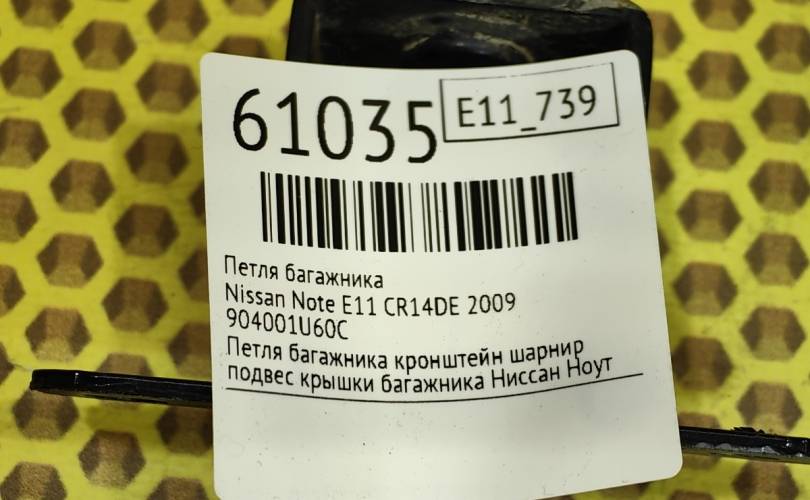 61035
E11_739
Петля багажника
Nissan Note E11 CR14DE 2009
904001U60C
Петля багажника кронштейн шарнир
подвес крышки багажника Ниссан Ноут